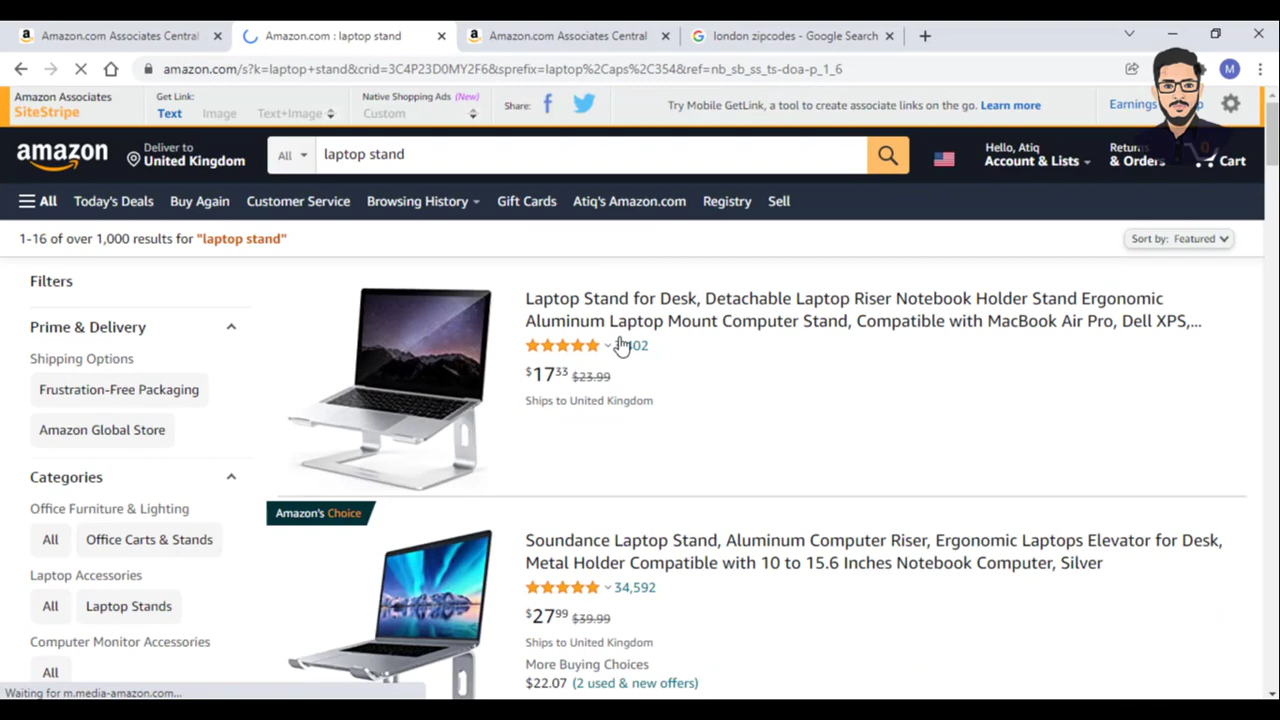 Amazon.com Associates Central
Amazon.com : laptop stand
Amazon.com Associates Central
london zipcodes - Google Search
amazon.com/s?k=laptop+stand&crid=3C4P23D0MY2F6&sprefix=laptop%2Caps%2C354&ref=nb_sb_ss_ts-doa-p_1_6
M
Amazon Associates
SiteStripe
Get Link:
Text Image Text+Image
Native Shopping Ads (New)
Custom
Share:
Try Mobile GetLink, a tool to create associate links on the go. Learn more
Earnings
amazon
Deliver to
United Kingdom
All
laptop stand
Hello, Atiq
Account & Lists
& Orders
0
Cart
All Today's Deals Buy Again Customer Service Browsing History Gift Cards Atiq's Amazon.com Registry Sell
1-16 of over 1,000 results for "laptop stand"
Sort by: Featured
Filters
Prime & Delivery
Shipping Options
Frustration-Free Packaging
Amazon Global Store
Categories
Office Furniture & Lighting
All Office Carts & Stands
Laptop Accessories
All Laptop Stands
Computer Monitor Accessories
All
Laptop Stand for Desk, Detachable Laptop Riser Notebook Holder Stand Ergonomic
Aluminum Laptop Mount Computer Stand, Compatible with MacBook Air Pro, Dell XPS,...
$17.33 $23.99
Ships to United Kingdom
Amazon's Choice
Soundance Laptop Stand, Aluminum Computer Riser, Ergonomic Laptops Elevator for Desk,
Metal Holder Compatible with 10 to 15.6 Inches Notebook Computer, Silver
34,592
$27.99 $39.99
Ships to United Kingdom
More Buying Choices
$22.07 (2 used & new offers)
Waiting for m.media-amazon.com...